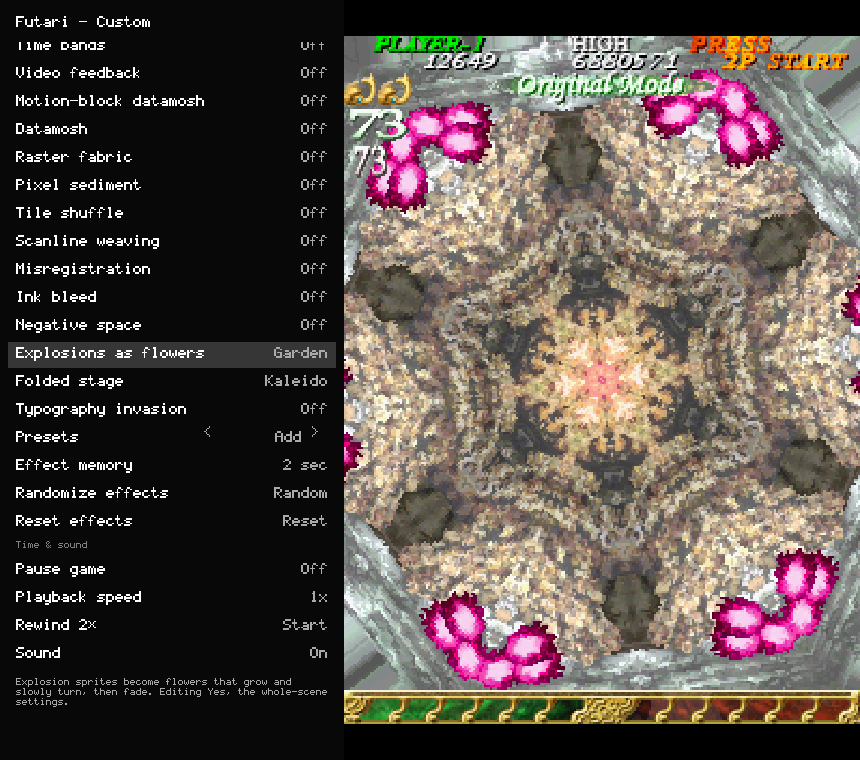 Futari - Custom
Time bands Off
Video feedback Off
Motion-block datamosh Off
Datamosh Off
Raster fabric Off
Pixel sediment Off
Tile shuffle Off
Scanline weaving Off
Misregistration Off
Ink bleed Off
Negative space Off
Explosions as flowers Garden
Folded stage Kaleido
Typography invasion Off
Presets < Add >
Effect memory 2 sec
Randomize effects Random
Reset effects Reset
Time & sound
Pause game Off
Playback speed 1x
Rewind 2x Start
Sound On
Explosion sprites become flowers that grow and
slowly turn, then fade. Editing Yes, the whole-scene
settings.
PLAYER-1 HIGH PRESS
12649 6880571 2P START
Original Mode
73
73